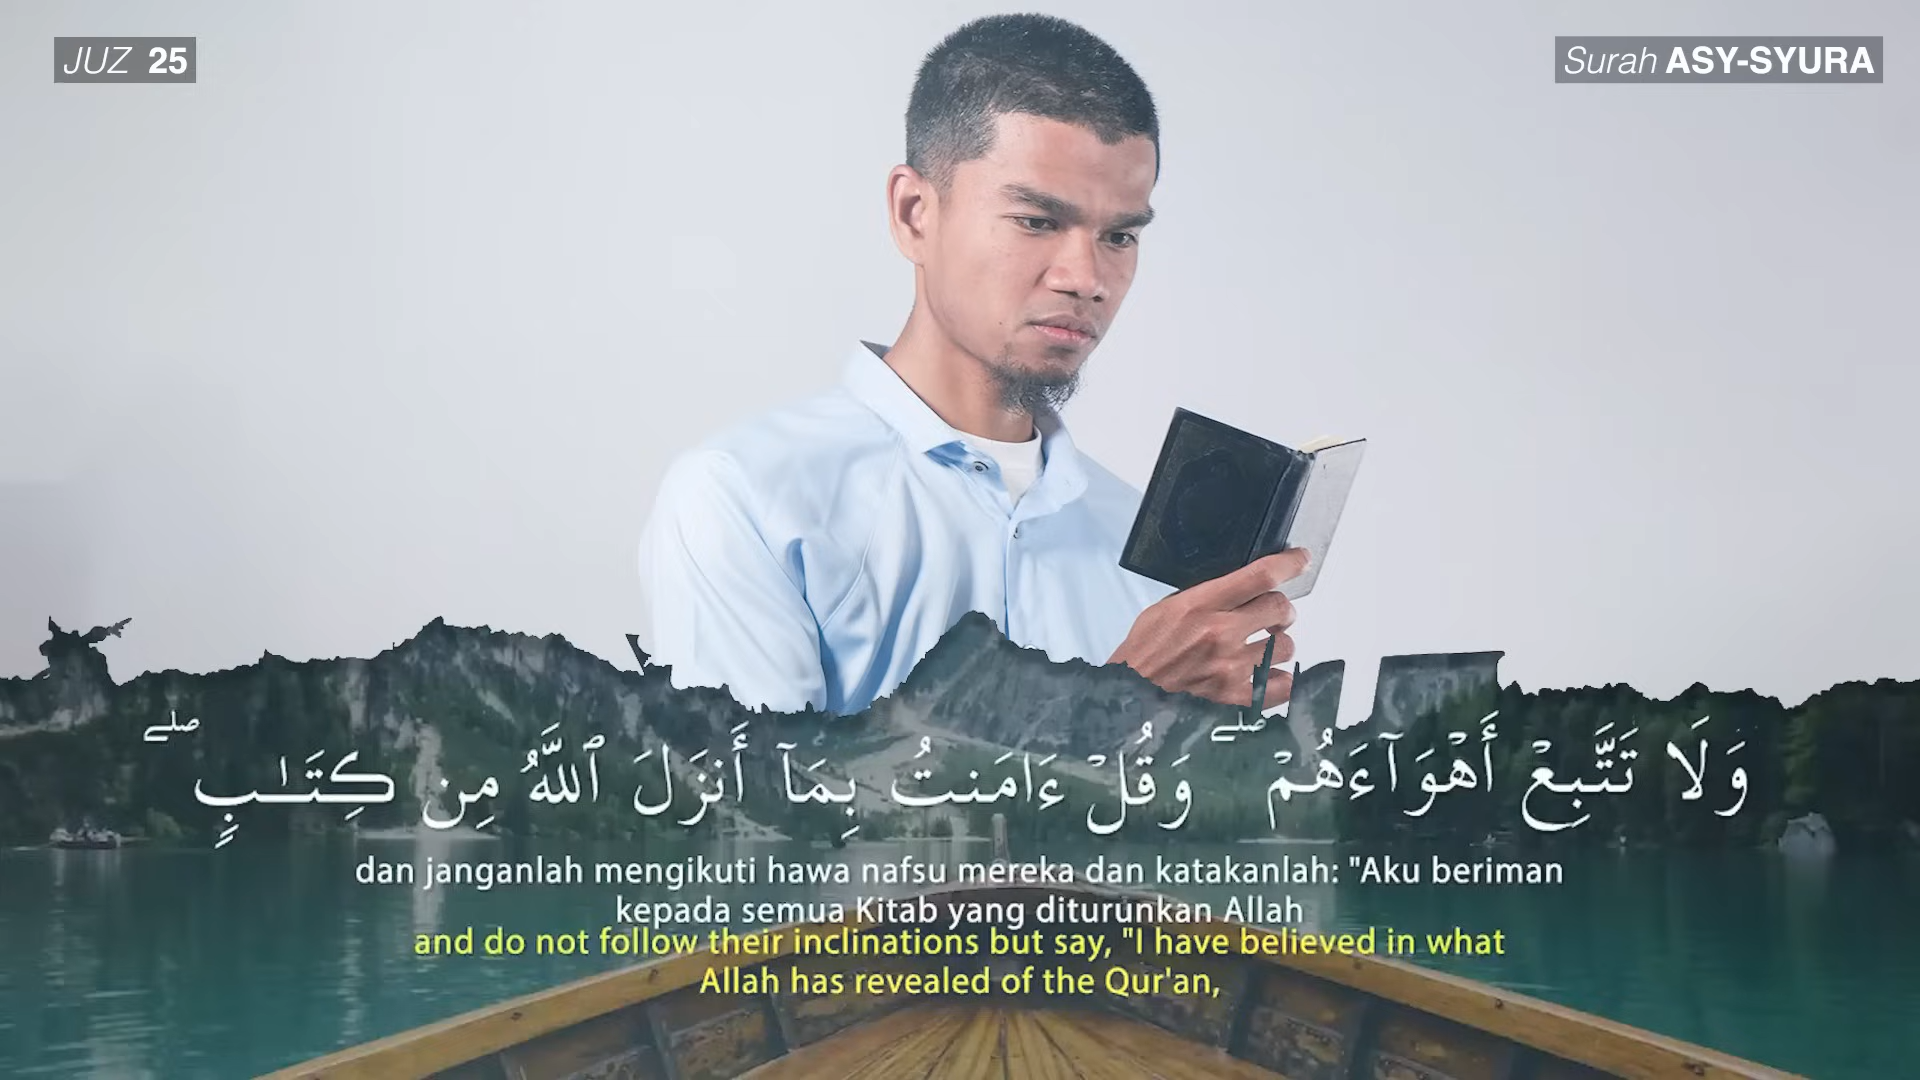 JUZ 25
Surah ASY-SYURA
وَلَا تَتَّبِعْ أَهْوَآءَهُمْ ۖ وَقُلْ ءَامَنتُ بِمَآ أَنزَلَ ٱللَّهُ مِن كِتَـٰبٍ ۖ
dan janganlah mengikuti hawa nafsu mereka dan katakanlah: "Aku beriman
kepada semua Kitab yang diturunkan Allah
and do not follow their inclinations but say, "I have believed in what
Allah has revealed of the Qur'an,